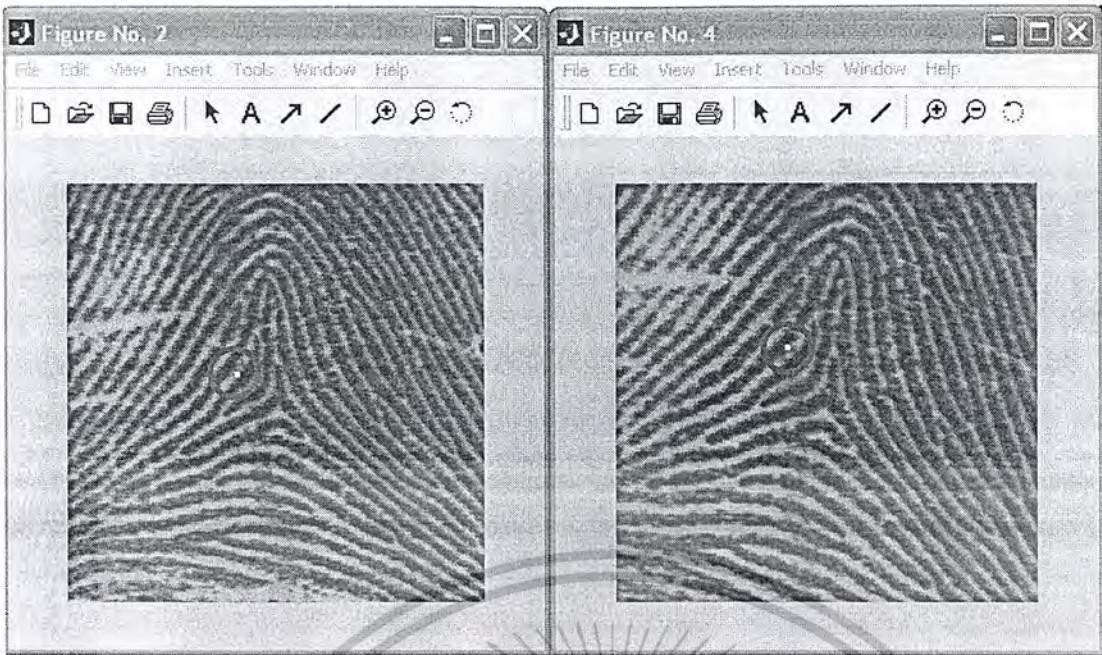 Figure No. 2
File Edit View Insert Tools Window Help
A
Figure No. 4
File Edit View Insert Tools Window Help
A